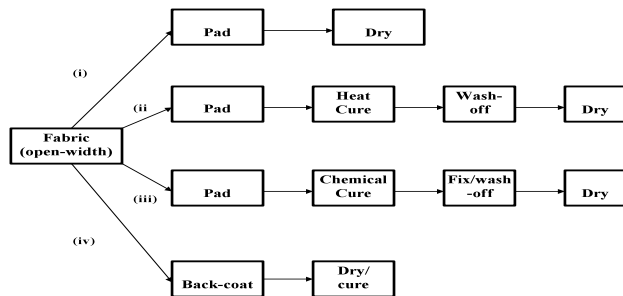 Pad
Dry
(i)
(ii
Pad
Heat
Cure
Wash-
off
Dry
Fabric
(open-width)
(iii)
Pad
Chemical
Cure
Fix/wash
-off
Dry
(iv)
Back-coat
Dry/
cure